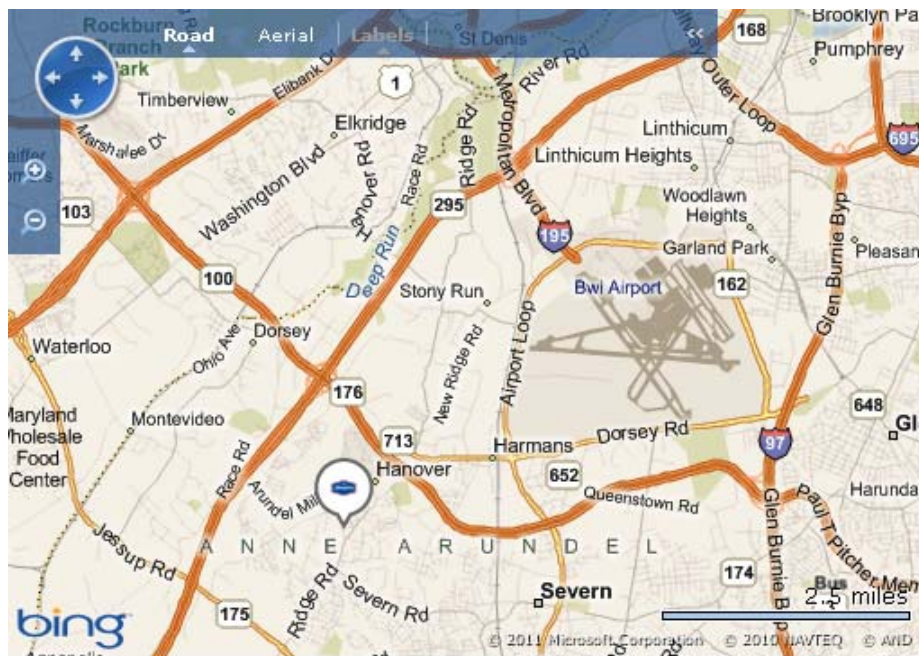 Rockburn
Branch
Park
Road
Aerial
Labels
St Denis
River Rd
«
168
Brooklyn Pa
Pumphrey
Outer Loop
1
Elibank Dr
Timberview
Elkridge
Metropolitan Blvd
Linthicum
695
Marshalee Dr
Washington Blvd
Hanover Rd
Race Rd
Ridge Rd
Linthicum Heights
103
295
Woodlawn
Heights
Glen Burnie Byp
195
Garland Park
Pleasan
Deep Run
100
Stony Run
Bwi Airport
162
Dorsey
Ohio Ave
Airport Loop
Waterloo
New Ridge Rd
176
Montevideo
648
Maryland
Wholesale
Food
Center
713
Harmans
Dorsey Rd
97
Gl
Race Rd
Hanover
652
Arundel Mil
Queenstown Rd
Harunda
Glen Burnie B
Paul T Pitcher Mem
ANNE ARUNDEL
Jessup Rd
Ridge Rd
Severn Rd
174
Bus
175
Severn
2.5 miles
bing
© 2011 Microsoft Corporation © 2010 NAVTEQ © AND